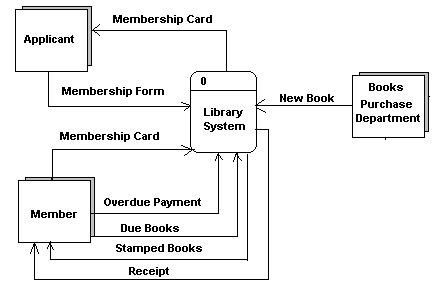 Membership Card
Applicant
0
Membership Form
Library
System
New Book
Books
Purchase
Department
Membership Card
Member
Overdue Payment
Due Books
Stamped Books
Receipt